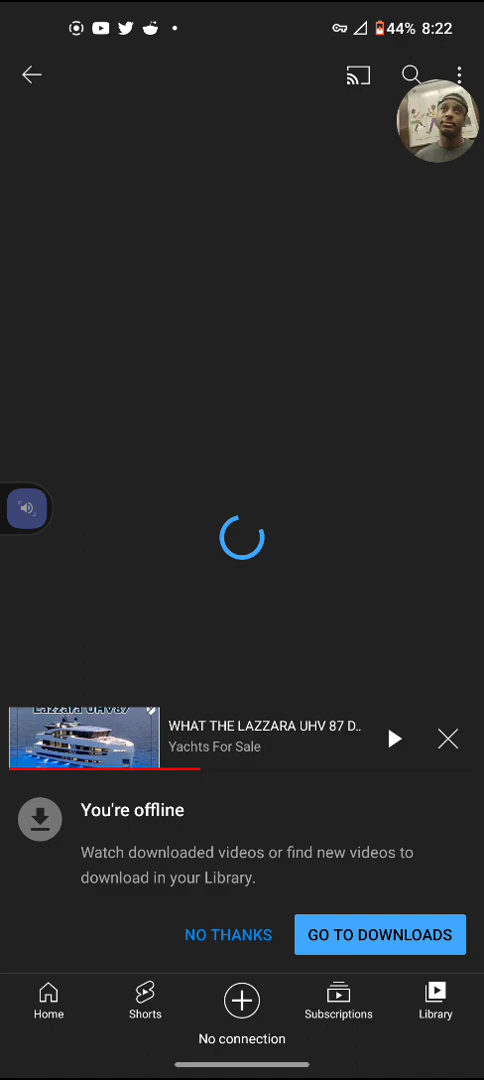 44% 8:22
Lazzara UHV87
WHAT THE LAZZARA UHV 87 D..
Yachts For Sale
You're offline
Watch downloaded videos or find new videos to
download in your Library.
NO THANKS
GO TO DOWNLOADS
Home
Shorts
Subscriptions
Library
No connection